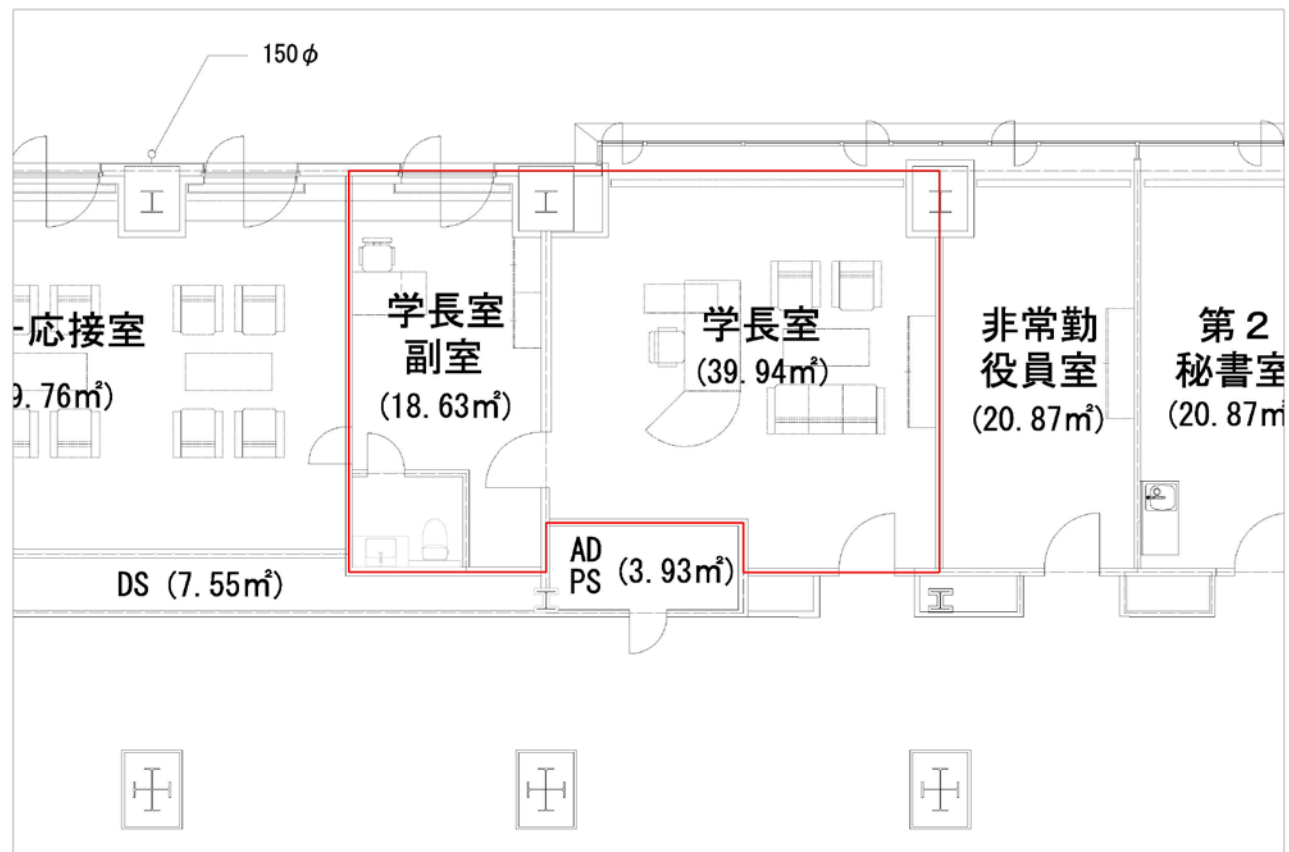 150φ
応接室
9.76㎡)
学長室
副室
(18.63㎡)
学長室
(39.94㎡)
非常勤
役員室
(20.87㎡)
第2
秘書室
(20.87㎡
DS (7.55㎡)
AD
PS (3.93㎡)